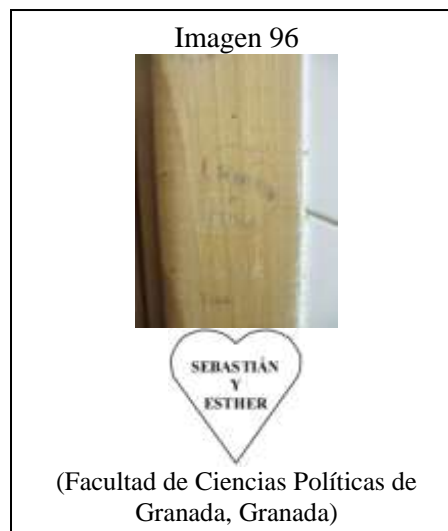 Imagen 96
SEBASTIÁN
Y
ESTHER
(Facultad de Ciencias Políticas de
Granada, Granada)